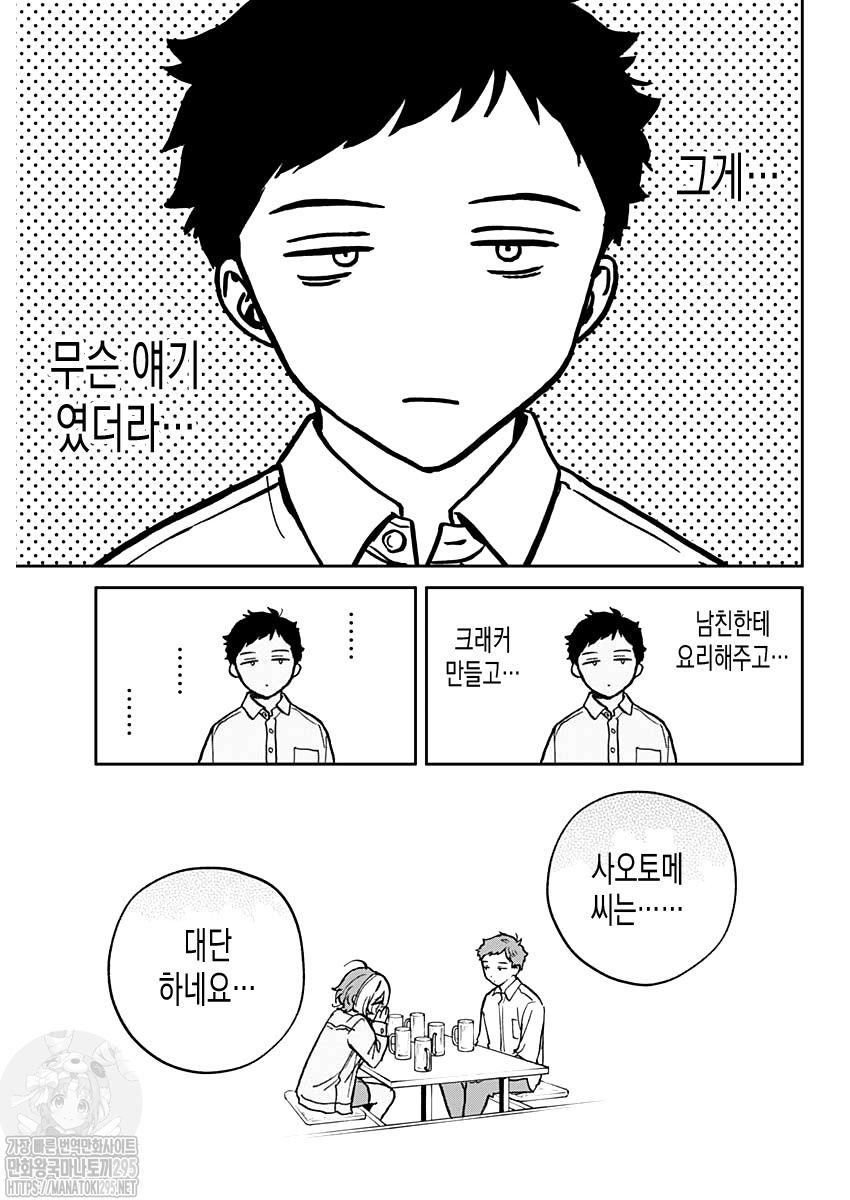 그게…
무슨 얘기
였더라…
남친한테
요리해주고…
크래커
만들고…
……
……
……
사오토메
씨는……
대단
하네요…
가장 빠른 번역만화사이트
만화왕국마나토끼295
HTTPS://MANATOKI295.NET